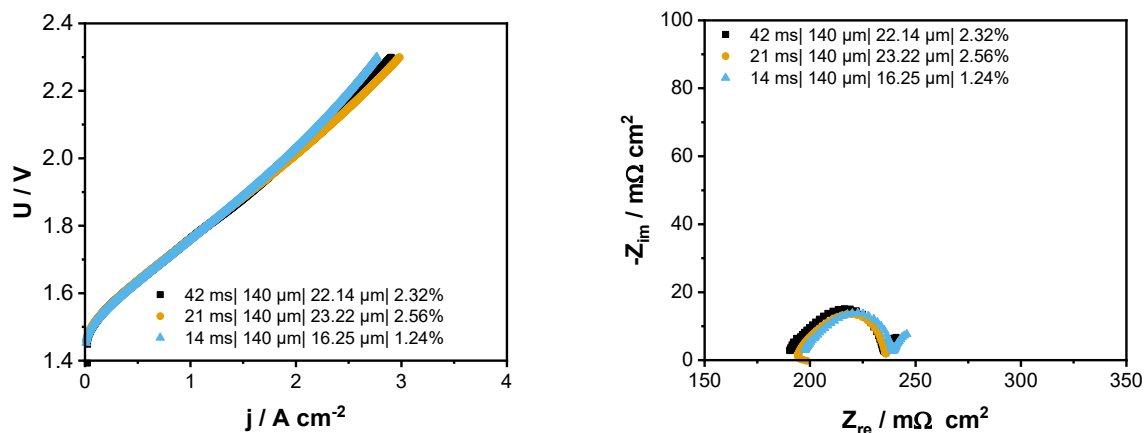 2.4
2.2
2.0
1.8
1.6
1.4
U / V
42 ms| 140 µm| 22.14 µm| 2.32%
21 ms| 140 µm| 23.22 µm| 2.56%
14 ms| 140 µm| 16.25 µm| 1.24%
0 1 2 3 4
j / A cm-2
100
80
60
40
20
0
-Zim / mΩ cm2
42 ms| 140 µm| 22.14 µm| 2.32%
21 ms| 140 µm| 23.22 µm| 2.56%
14 ms| 140 µm| 16.25 µm| 1.24%
150 200 250 300 350
Zre / mΩ cm2